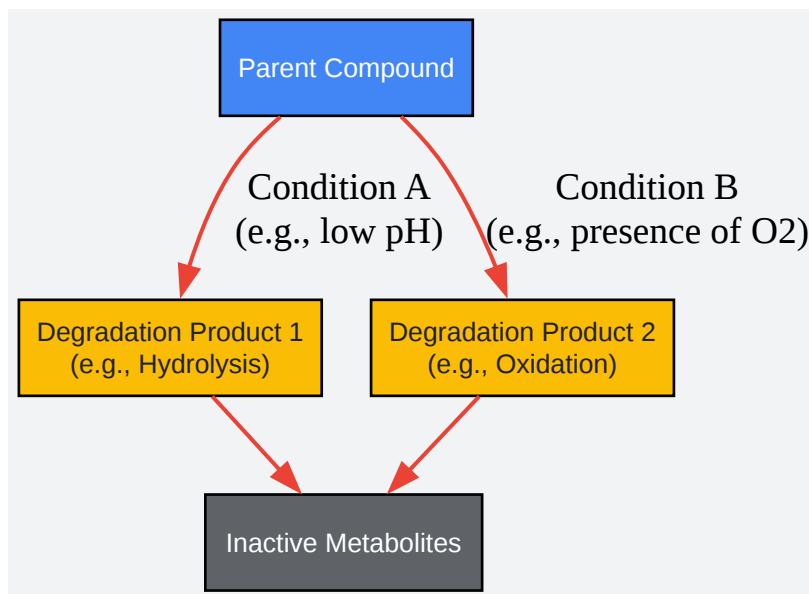 Parent Compound
Condition A
(e.g., low pH)
Condition B
(e.g., presence of O2)
Degradation Product 1
(e.g., Hydrolysis)
Degradation Product 2
(e.g., Oxidation)
Inactive Metabolites